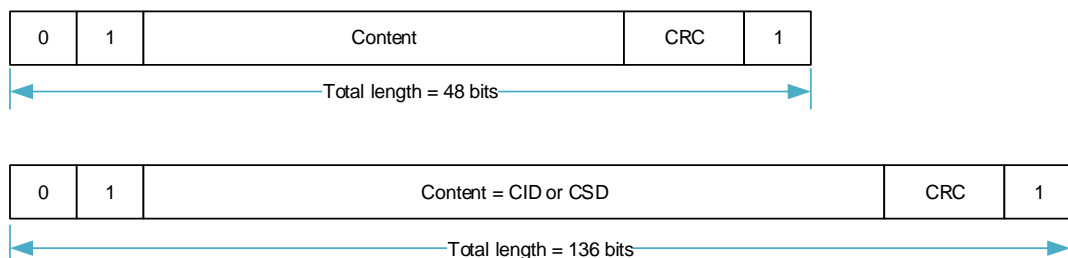 0 1 Content CRC 1
Total length = 48 bits
0 1 Content = CID or CSD CRC 1
Total length = 136 bits